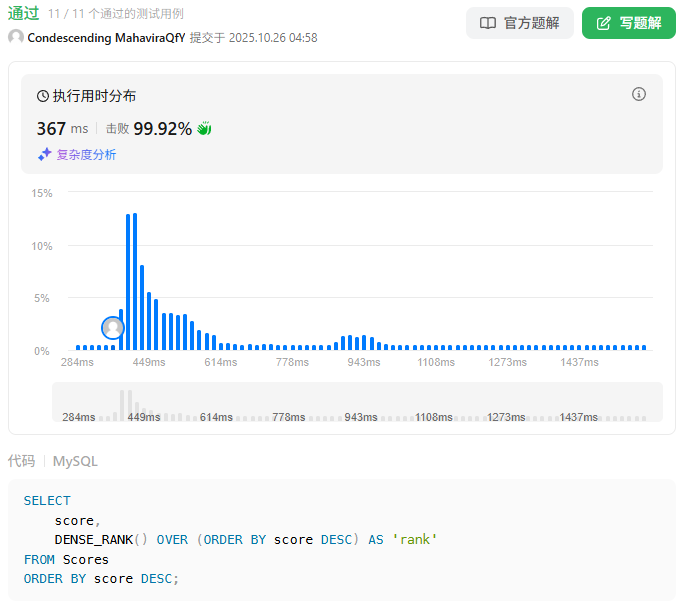 通过 11 / 11 个通过的测试用例
Condescending MahaviraQfY 提交于 2025.10.26 04:58
官方题解
写题解
执行用时分布
367 ms 击败 99.92%
复杂度分析
15%
10%
5%
0%
284ms 449ms 614ms 778ms 943ms 1108ms 1273ms 1437ms
284ms 449ms 614ms 778ms 943ms 1108ms 1273ms 1437ms
代码 MySQL
SELECT
score,
DENSE_RANK() OVER (ORDER BY score DESC) AS 'rank'
FROM Scores
ORDER BY score DESC;